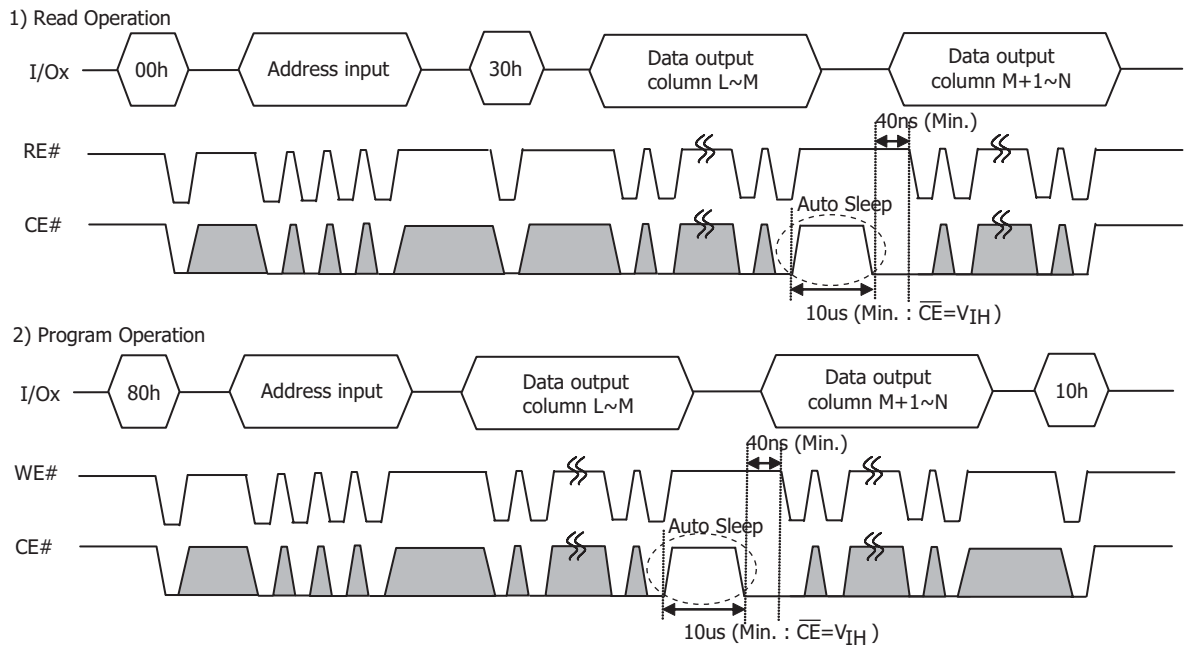 1) Read Operation
I/Ox
00h
Address input
30h
Data output
column L~M
Data output
column M+1~N
40ns (Min.)
RE#
Auto Sleep
CE#
10us (Min. : C̅E̅=VIH )
2) Program Operation
I/Ox
80h
Address input
Data output
column L~M
Data output
column M+1~N
10h
40ns (Min.)
WE#
Auto Sleep
CE#
10us (Min. : C̅E̅=VIH )